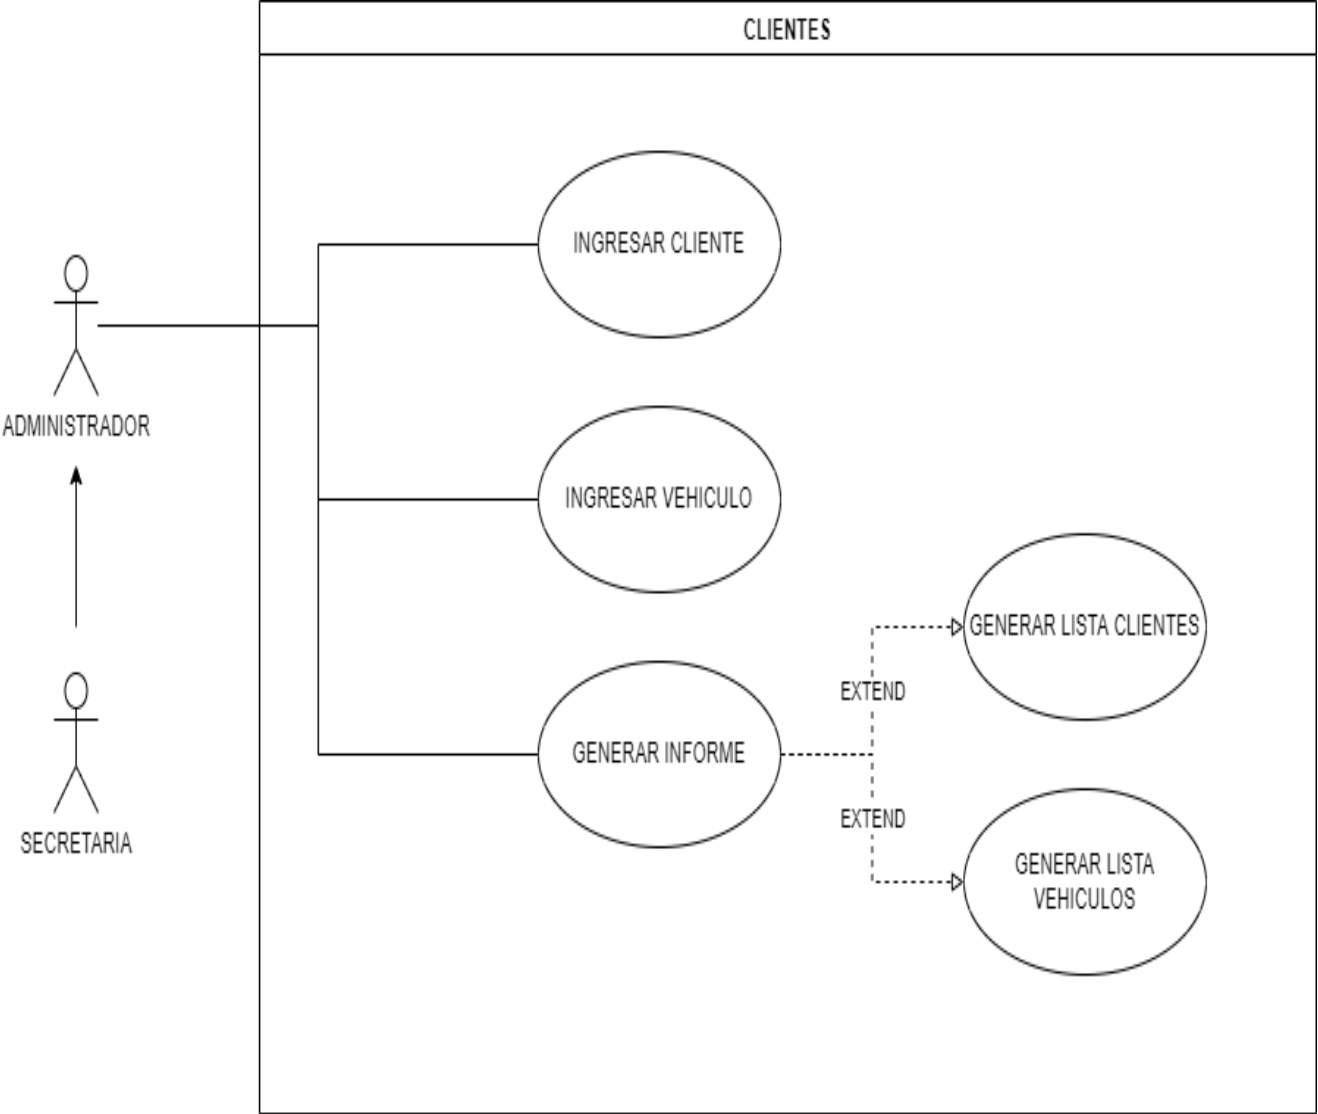 CLIENTES
INGRESAR CLIENTE
ADMINISTRADOR
INGRESAR VEHICULO
GENERAR LISTA CLIENTES
EXTEND
GENERAR INFORME
EXTEND
SECRETARIA
GENERAR LISTA
VEHICULOS